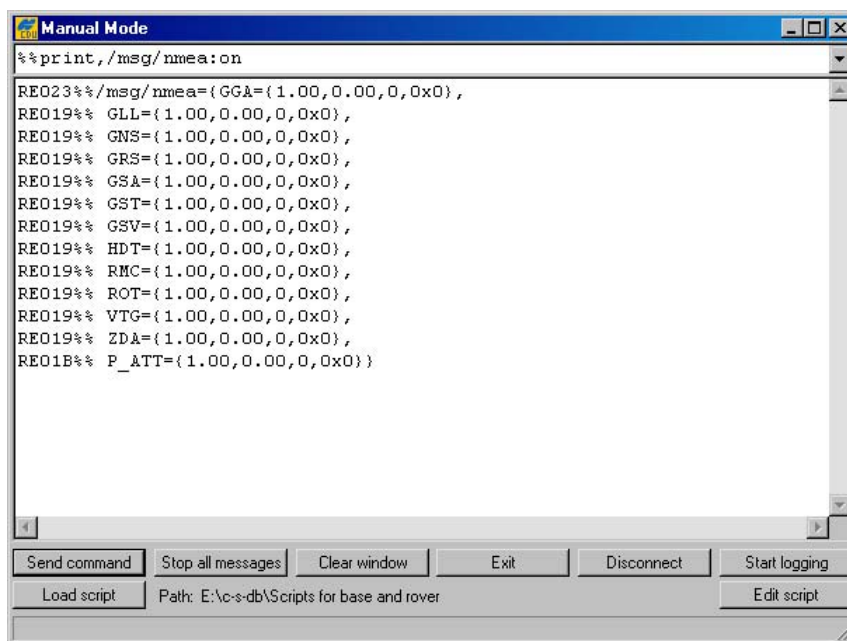 CDU Manual Mode
%%print,/msg/nmea:on
RE023%%/msg/nmea={GGA={1.00,0.00,0,0x0},
RE019%% GLL={1.00,0.00,0,0x0},
RE019%% GNS={1.00,0.00,0,0x0},
RE019%% GRS={1.00,0.00,0,0x0},
RE019%% GSA={1.00,0.00,0,0x0},
RE019%% GST={1.00,0.00,0,0x0},
RE019%% GSV={1.00,0.00,0,0x0},
RE019%% HDT={1.00,0.00,0,0x0},
RE019%% RMC={1.00,0.00,0,0x0},
RE019%% ROT={1.00,0.00,0,0x0},
RE019%% VTG={1.00,0.00,0,0x0},
RE019%% ZDA={1.00,0.00,0,0x0},
RE01B%% P_ATT={1.00,0.00,0,0x0}}
Send command Stop all messages Clear window Exit Disconnect Start logging
Load script Path: E:\c-s-db\Scripts for base and rover Edit script